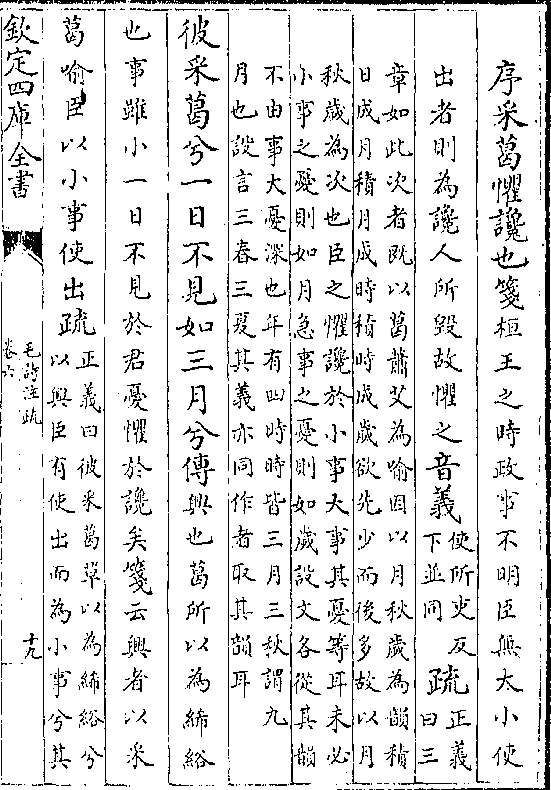 序采葛懼讒也箋桓王之時政事不明臣無大小使
出者則為讒人所毀故懼之音義使所吏反下並同疏正義曰三
章如此次者既以葛蕭艾為喻因以月秋歲為韻積
日成月積月成時積時成歲欲先少而後多故以月
秋歲為次也臣之懼讒於小事大事其憂等耳未必
小事之憂則如月急事之憂則如歲設文各從其韻
不由事大憂深也年有四時時皆三月三秋謂九
月也設言三春三夏其義亦同作者取其韻耳
彼采葛兮一日不見如三月兮傳興也葛所以為絺綌
也事雖小一日不見於君憂懼於讒矣箋云興者以采
葛喻臣以小事使出疏正義曰彼采葛草以為絺綌兮以興臣有使出而為小事兮其
欽定四庫全書
毛詩注疏
卷六
十九